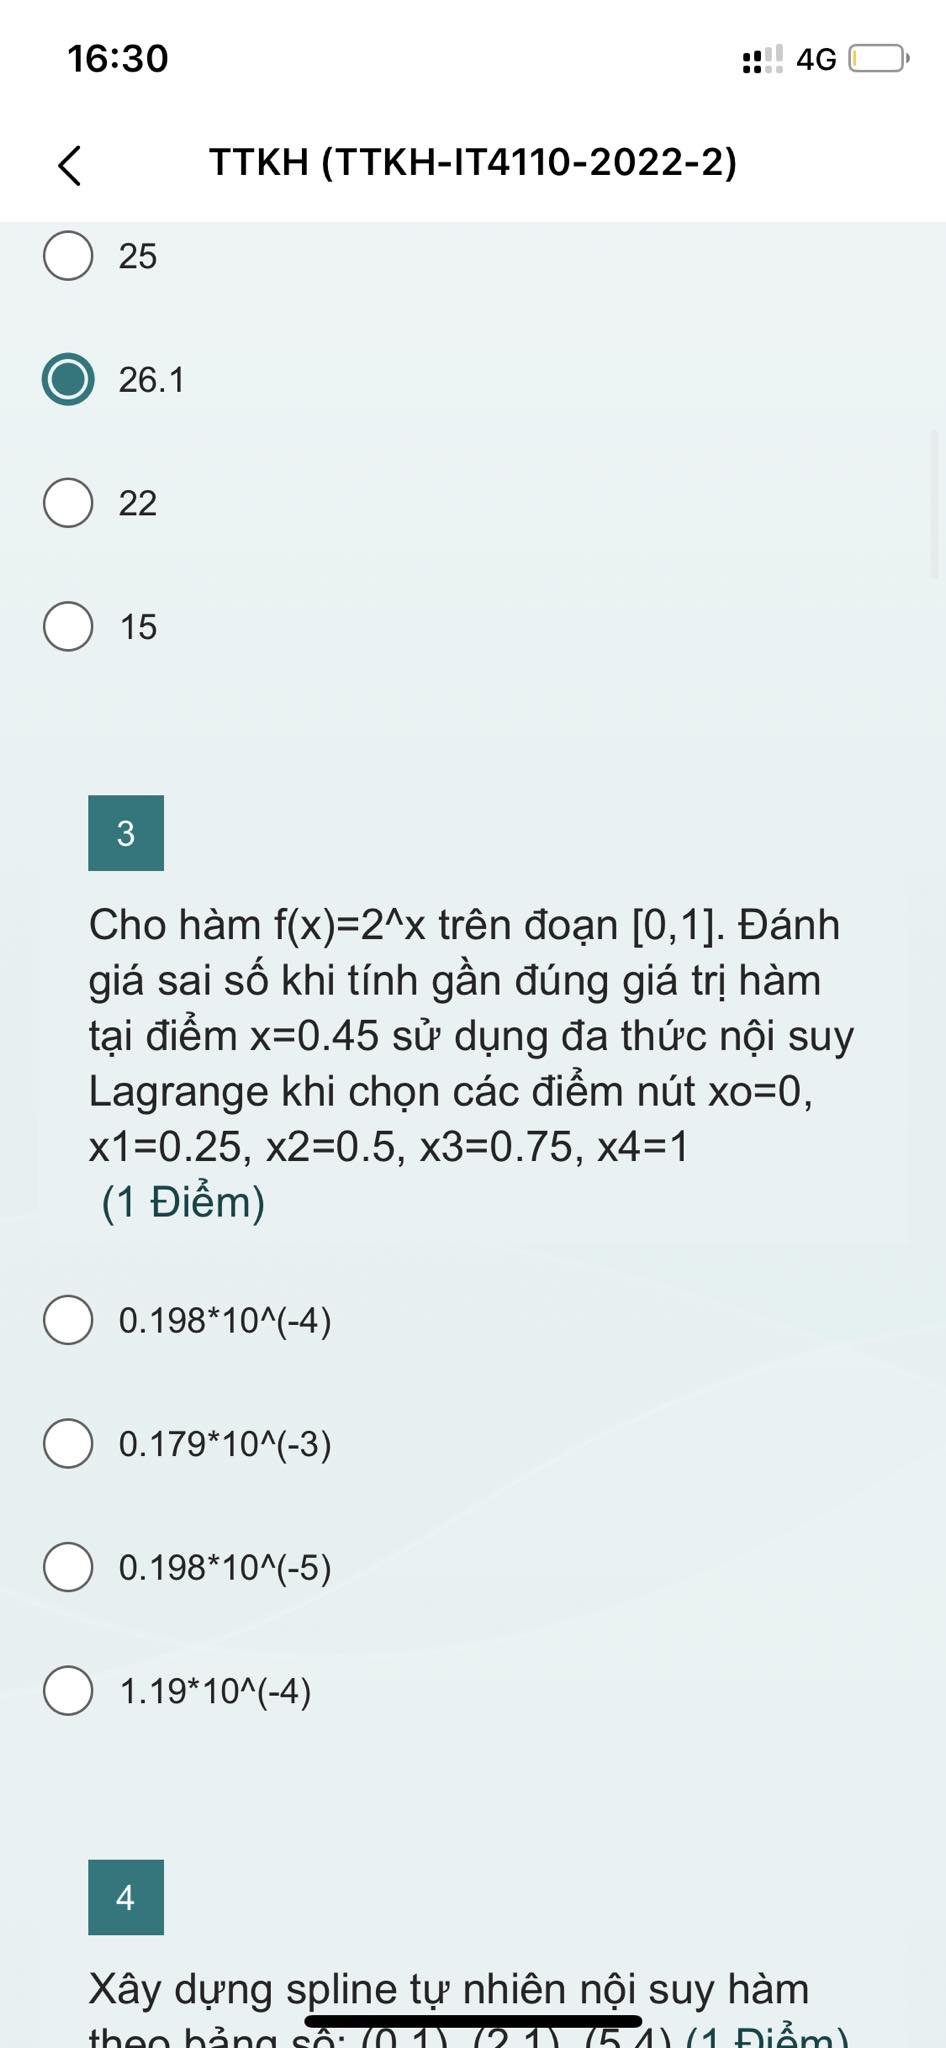 16:30
4G
TTKH (TTKH-IT4110-2022-2)
25
26.1
22
15
3
Cho hàm f(x)=2^x trên đoạn [0,1]. Đánh
giá sai số khi tính gần đúng giá trị hàm
tại điểm x=0.45 sử dụng đa thức nội suy
Lagrange khi chọn các điểm nút xo=0,
x1=0.25, x2=0.5, x3=0.75, x4=1
(1 Điểm)
0.198*10^(-4)
0.179*10^(-3)
0.198*10^(-5)
1.19*10^(-4)
4
Xây dựng spline tự nhiên nội suy hàm
theo bảng số: (0,1), (2,1), (5,4) (1 Điểm)